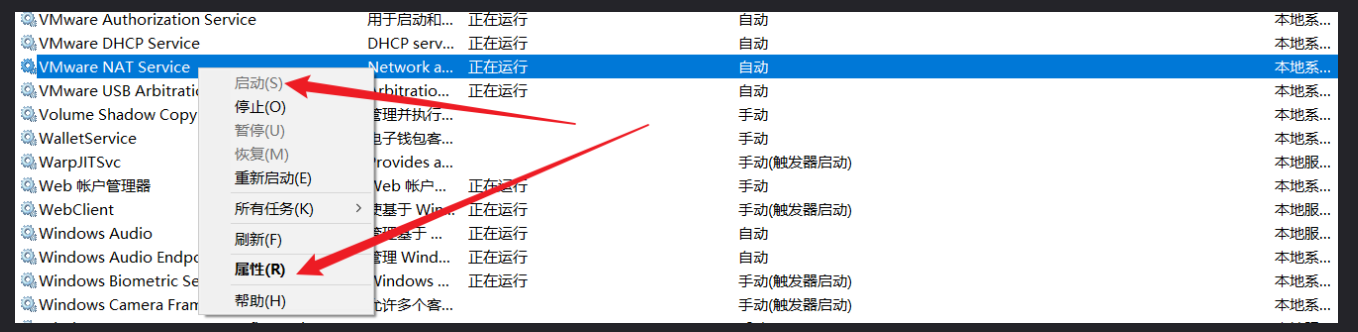 VMware Authorization Service 用于启动和... 正在运行 自动 本地系...
VMware DHCP Service DHCP serv... 正在运行 自动 本地系...
VMware NAT Service Network a... 正在运行 自动 本地系...
启动(S)
VMware USB Arbitratio 正在运行 自动 本地系...
停止(O)
Volume Shadow Copy 管理并执行... 手动 本地系...
暂停(U)
WalletService 电子钱包客... 手动 本地系...
恢复(M)
WarpJITSvc Provides a... 手动(触发器启动) 本地服...
重新启动(E)
Web 帐户管理器 Web 帐户... 正在运行 手动 本地系...
所有任务(K)
WebClient 使基于 Win... 正在运行 手动(触发器启动) 本地服...
刷新(F)
Windows Audio 管理基于 ... 正在运行 自动 本地服...
Windows Audio Endpo 管理 Wind... 正在运行 自动 本地系...
属性(R)
Windows Biometric Se Windows ... 正在运行 手动(触发器启动) 本地系...
帮助(H)
Windows Camera Fram 允许多个客... 手动(触发器启动) 本地系...